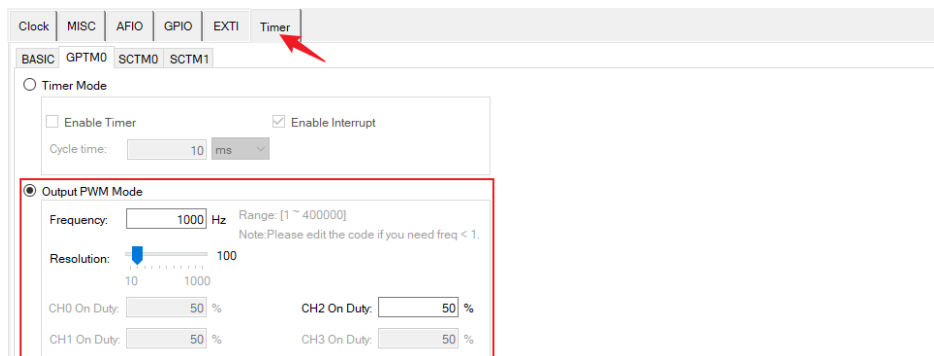 Clock MISC AFIO GPIO EXTI Timer
BASIC GPTM0 SCTM0 SCTM1
Timer Mode
Enable Timer Enable Interrupt
Cycle time: 10 ms
Output PWM Mode
Frequency: 1000 Hz Range: [1 ~ 400000]
Note:Please edit the code if you need freq < 1.
Resolution: 100
10 1000
CH0 On Duty: 50 % CH2 On Duty: 50 %
CH1 On Duty: 50 % CH3 On Duty: 50 %